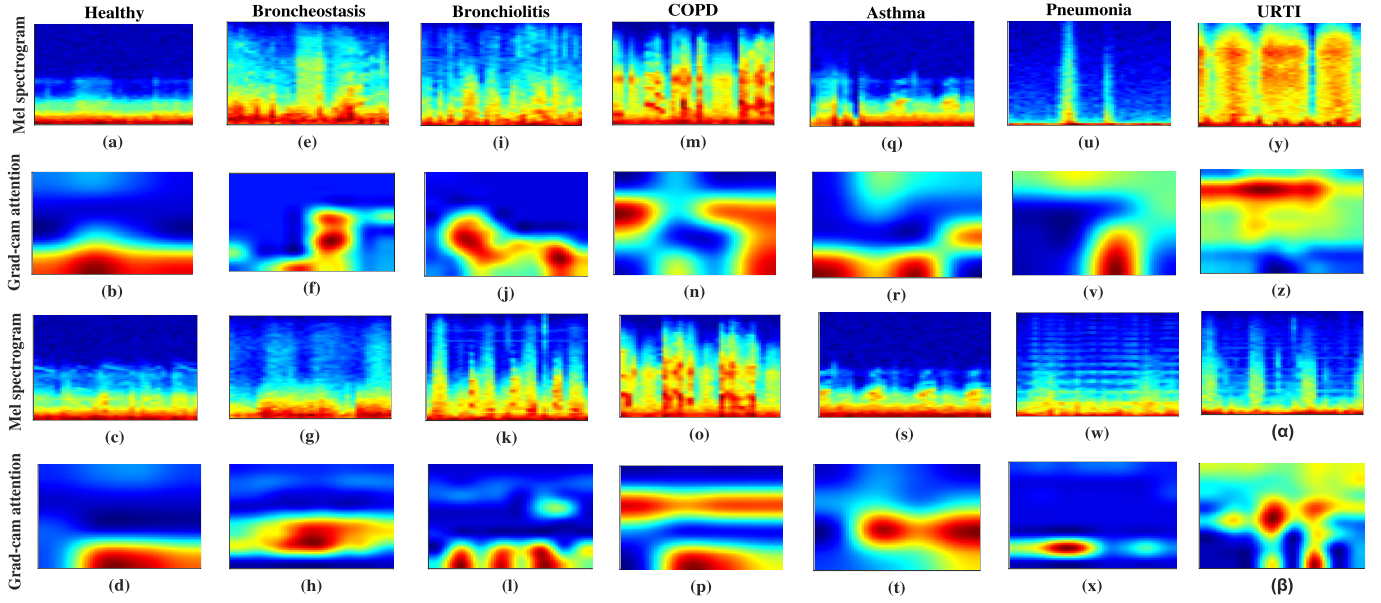 Healthy Broncheostasis Bronchiolitis COPD Asthma Pneumonia URTI
Mel spectrogram
(a) (e) (i) (m) (q) (u) (y)
Grad-cam attention
(b) (f) (j) (n) (r) (v) (z)
Mel spectrogram
(c) (g) (k) (o) (s) (w) (α)
Grad-cam attention
(d) (h) (l) (p) (t) (x) (β)